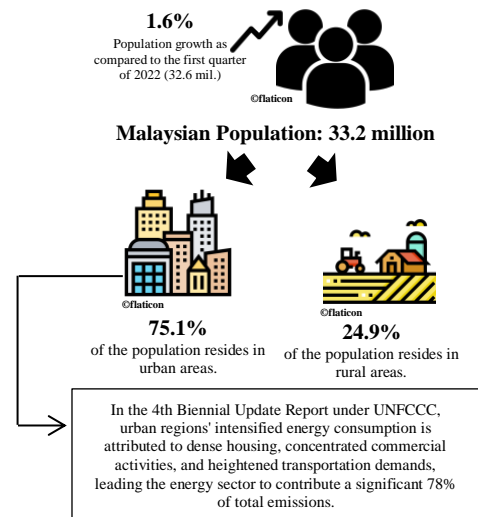 1.6%
Population growth as
compared to the first quarter
of 2022 (32.6 mil.)
©flaticon
Malaysian Population: 33.2 million
©flaticon
75.1%
of the population resides in
urban areas.
©flaticon
24.9%
of the population resides in
rural areas.
In the 4th Biennial Update Report under UNFCCC,
urban regions' intensified energy consumption is
attributed to dense housing, concentrated commercial
activities, and heightened transportation demands,
leading the energy sector to contribute a significant 78%
of total emissions.